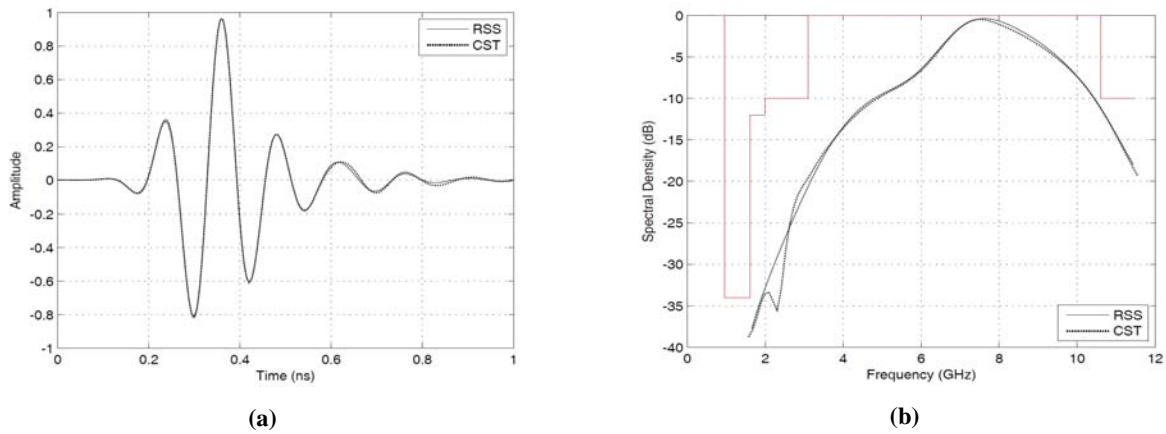 1
0.8
0.6
0.4
0.2
0
-0.2
-0.4
-0.6
-0.8
-1
Amplitude
0 0.2 0.4 0.6 0.8 1
Time (ns)
RSS
CST
(a)
0
-5
-10
-15
-20
-25
-30
-35
-40
Spectral Density (dB)
0 2 4 6 8 10 12
Frequency (GHz)
RSS
CST
(b)